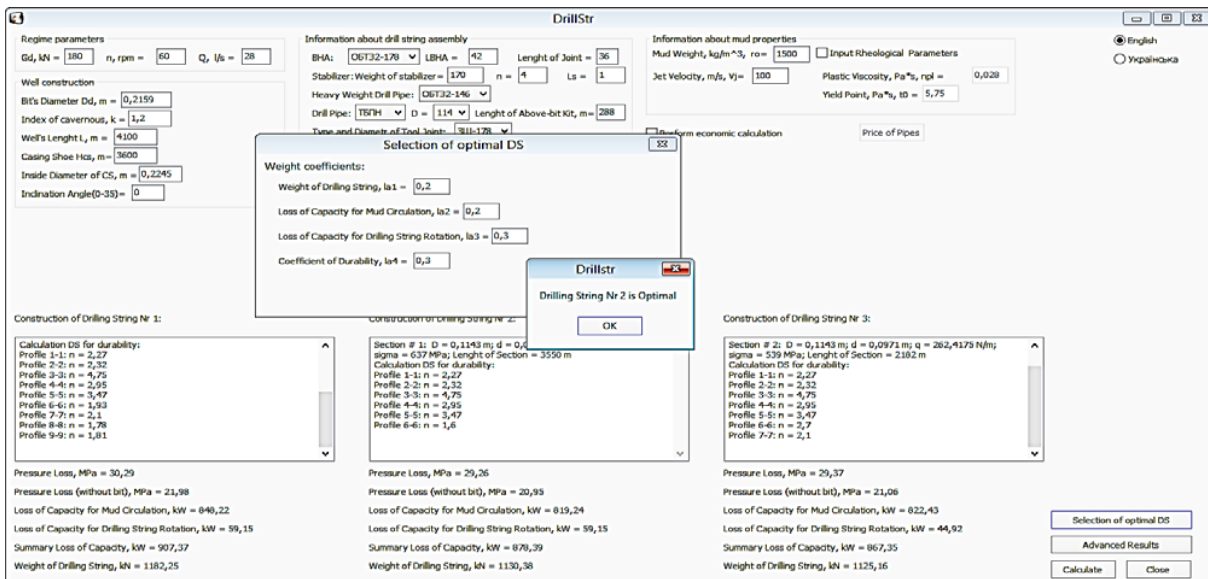 DrillStr
Regime parameters
Gd, kN = 180 n, rpm = 60 Q, l/s = 28
Well construction
Bit's Diameter Dd, m = 0,2159
Index of cavernous, k = 1,2
Well's Lenght L, m = 4100
Casing Shoe Hcs, m= 3600
Inside Diameter of CS, m = 0,2245
Inclination Angle(0-35)= 0
Information about drill string assembly
BHA: ОБТЗ2-178 LBHA = 42 Lenght of Joint = 36
Stabilizer: Weight of stabilizer= 170 n = 4 Ls = 1
Heavy Weight Drill Pipe: ОБТЗ2-146
Drill Pipe: ТБПН D = 114 Lenght of Above-bit Kit, m= 288
Type and Diametr of Tool Joint: ЗШ-178
Information about mud properties
Mud Weight, kg/m^3, ro= 1500 Input Rheological Parameters
Jet Velocity, m/s, Vj= 100 Plastic Viscosity, Pa*s, npl = 0,028
Yield Point, Pa*s, t0 = 5,75
Perform economic calculation Price of Pipes
English
Українська
Selection of optimal DS
Weight coefficients:
Weight of Drilling String, la1 = 0,2
Loss of Capacity for Mud Circulation, la2 = 0,2
Loss of Capacity for Drilling String Rotation, la3 = 0,3
Coefficient of Durability, la4 = 0,3
Drillstr
Drilling String Nr 2 is Optimal
OK
Construction of Drilling String Nr 1:
Calculation DS for durability:
Profile 1-1: n = 2,27
Profile 2-2: n = 2,32
Profile 3-3: n = 4,75
Profile 4-4: n = 2,95
Profile 5-5: n = 3,47
Profile 6-6: n = 1,93
Profile 7-7: n = 2,1
Profile 8-8: n = 1,78
Profile 9-9: n = 1,81
Pressure Loss, MPa = 30,29
Pressure Loss (without bit), MPa = 21,98
Loss of Capacity for Mud Circulation, kW = 848,22
Loss of Capacity for Drilling String Rotation, kW = 59,15
Summary Loss of Capacity, kW = 907,37
Weight of Drilling String, kN = 1182,25
Construction of Drilling String Nr 2:
Section # 1: D = 0,1143 m; d = 0,0
sigma = 637 MPa; Lenght of Section = 3550 m
Calculation DS for durability:
Profile 1-1: n = 2,27
Profile 2-2: n = 2,32
Profile 3-3: n = 4,75
Profile 4-4: n = 2,95
Profile 5-5: n = 3,47
Profile 6-6: n = 1,6
Pressure Loss, MPa = 29,26
Pressure Loss (without bit), MPa = 20,95
Loss of Capacity for Mud Circulation, kW = 819,24
Loss of Capacity for Drilling String Rotation, kW = 59,15
Summary Loss of Capacity, kW = 878,39
Weight of Drilling String, kN = 1130,38
Construction of Drilling String Nr 3:
Section # 2: D = 0,1143 m; d = 0,0971 m; q = 262,4175 N/m;
sigma = 539 MPa; Lenght of Section = 2182 m
Calculation DS for durability:
Profile 1-1: n = 2,27
Profile 2-2: n = 2,32
Profile 3-3: n = 4,75
Profile 4-4: n = 2,95
Profile 5-5: n = 3,47
Profile 6-6: n = 2,7
Profile 7-7: n = 2,1
Pressure Loss, MPa = 29,37
Pressure Loss (without bit), MPa = 21,06
Loss of Capacity for Mud Circulation, kW = 822,43
Loss of Capacity for Drilling String Rotation, kW = 44,92
Summary Loss of Capacity, kW = 867,35
Weight of Drilling String, kN = 1125,16
Selection of optimal DS
Advanced Results
Calculate Close